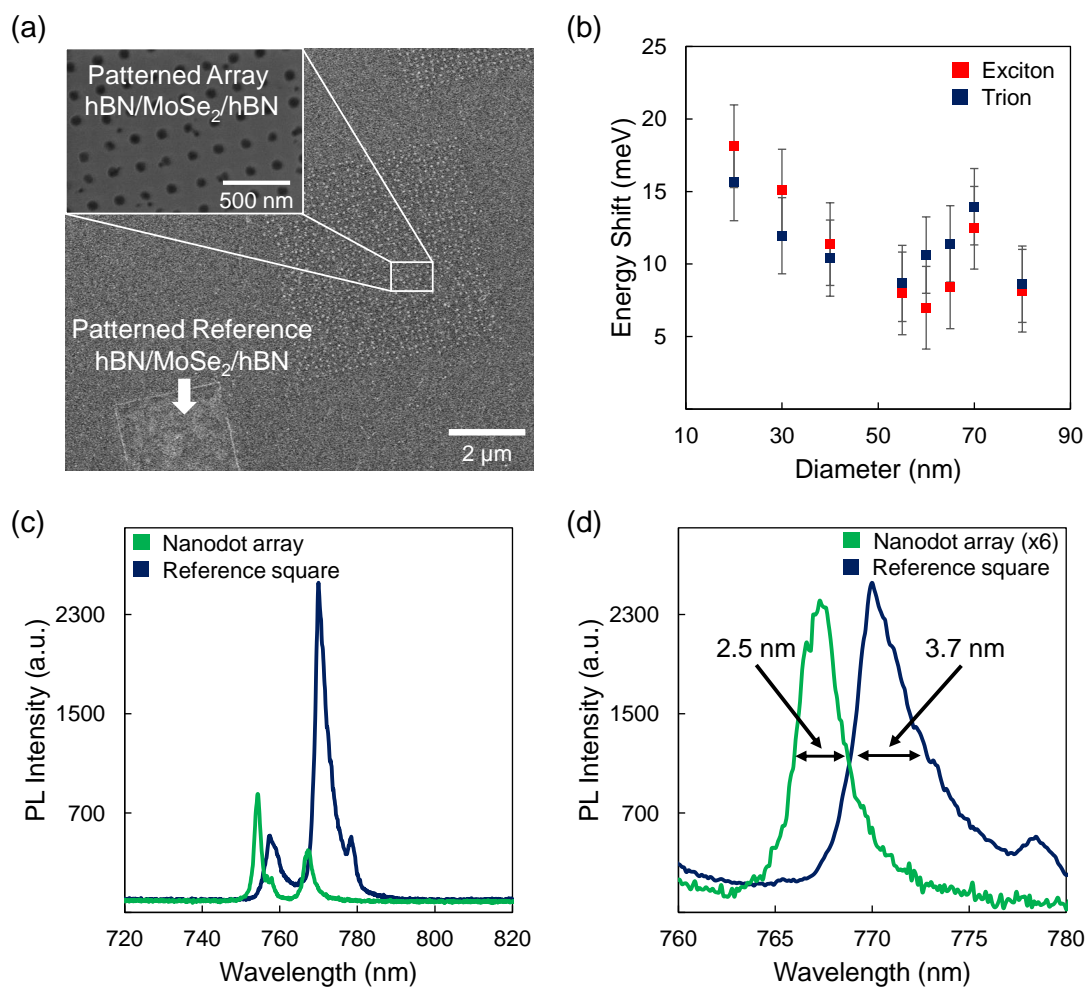 (a)
Patterned Array
hBN/MoSe₂/hBN
500 nm
Patterned Reference
hBN/MoSe₂/hBN
2 μm
(b)
25
20
15
10
5
Energy Shift (meV)
Exciton
Trion
10
30
50
70
90
Diameter (nm)
(c)
Nanodot array
Reference square
2300
1500
700
PL Intensity (a.u.)
720
740
760
780
800
820
Wavelength (nm)
(d)
Nanodot array (x6)
Reference square
2300
1500
700
PL Intensity (a.u.)
2.5 nm
3.7 nm
760
765
770
775
780
Wavelength (nm)